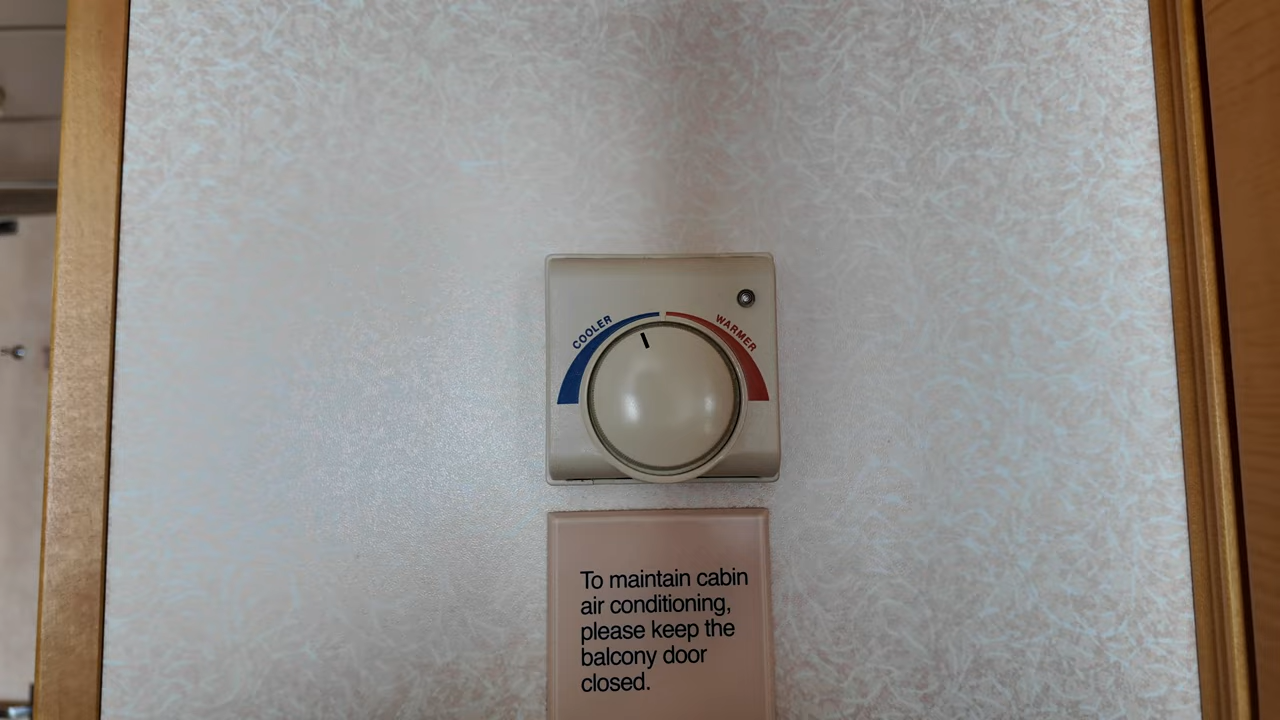 COOLER
WARMER
To maintain cabin
air conditioning,
please keep the
balcony door
closed.